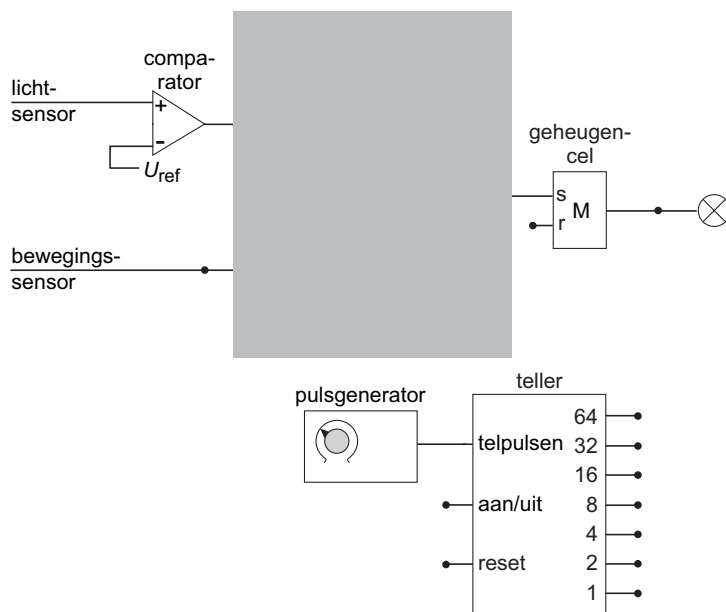 compa-
rator
licht-
sensor
+
-
Uref
geheugen-
cel
s
M
r
bewegings-
sensor
teller
pulsgenerator
64
telpulsen
32
16
aan/uit
8
4
reset
2
1